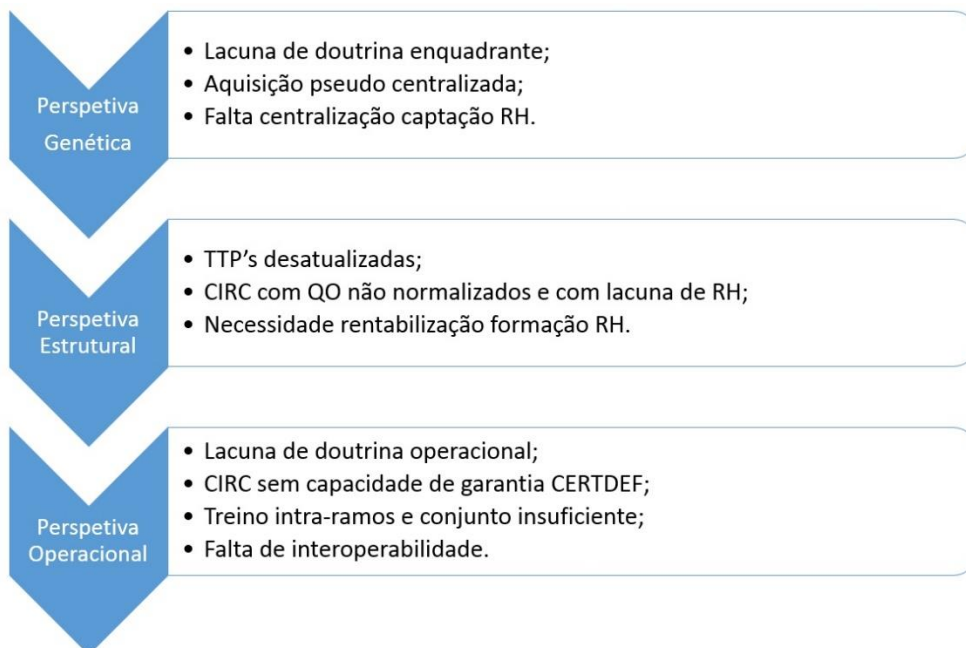 Perspetiva
Genética
• Lacuna de doutrina enquadrante;
• Aquisição pseudo centralizada;
• Falta centralização captação RH.
Perspetiva
Estrutural
• TTP’s desatualizadas;
• CIRC com QO não normalizados e com lacuna de RH;
• Necessidade rentabilização formação RH.
Perspetiva
Operacional
• Lacuna de doutrina operacional;
• CIRC sem capacidade de garantia CERTDEF;
• Treino intra-ramos e conjunto insuficiente;
• Falta de interoperabilidade.